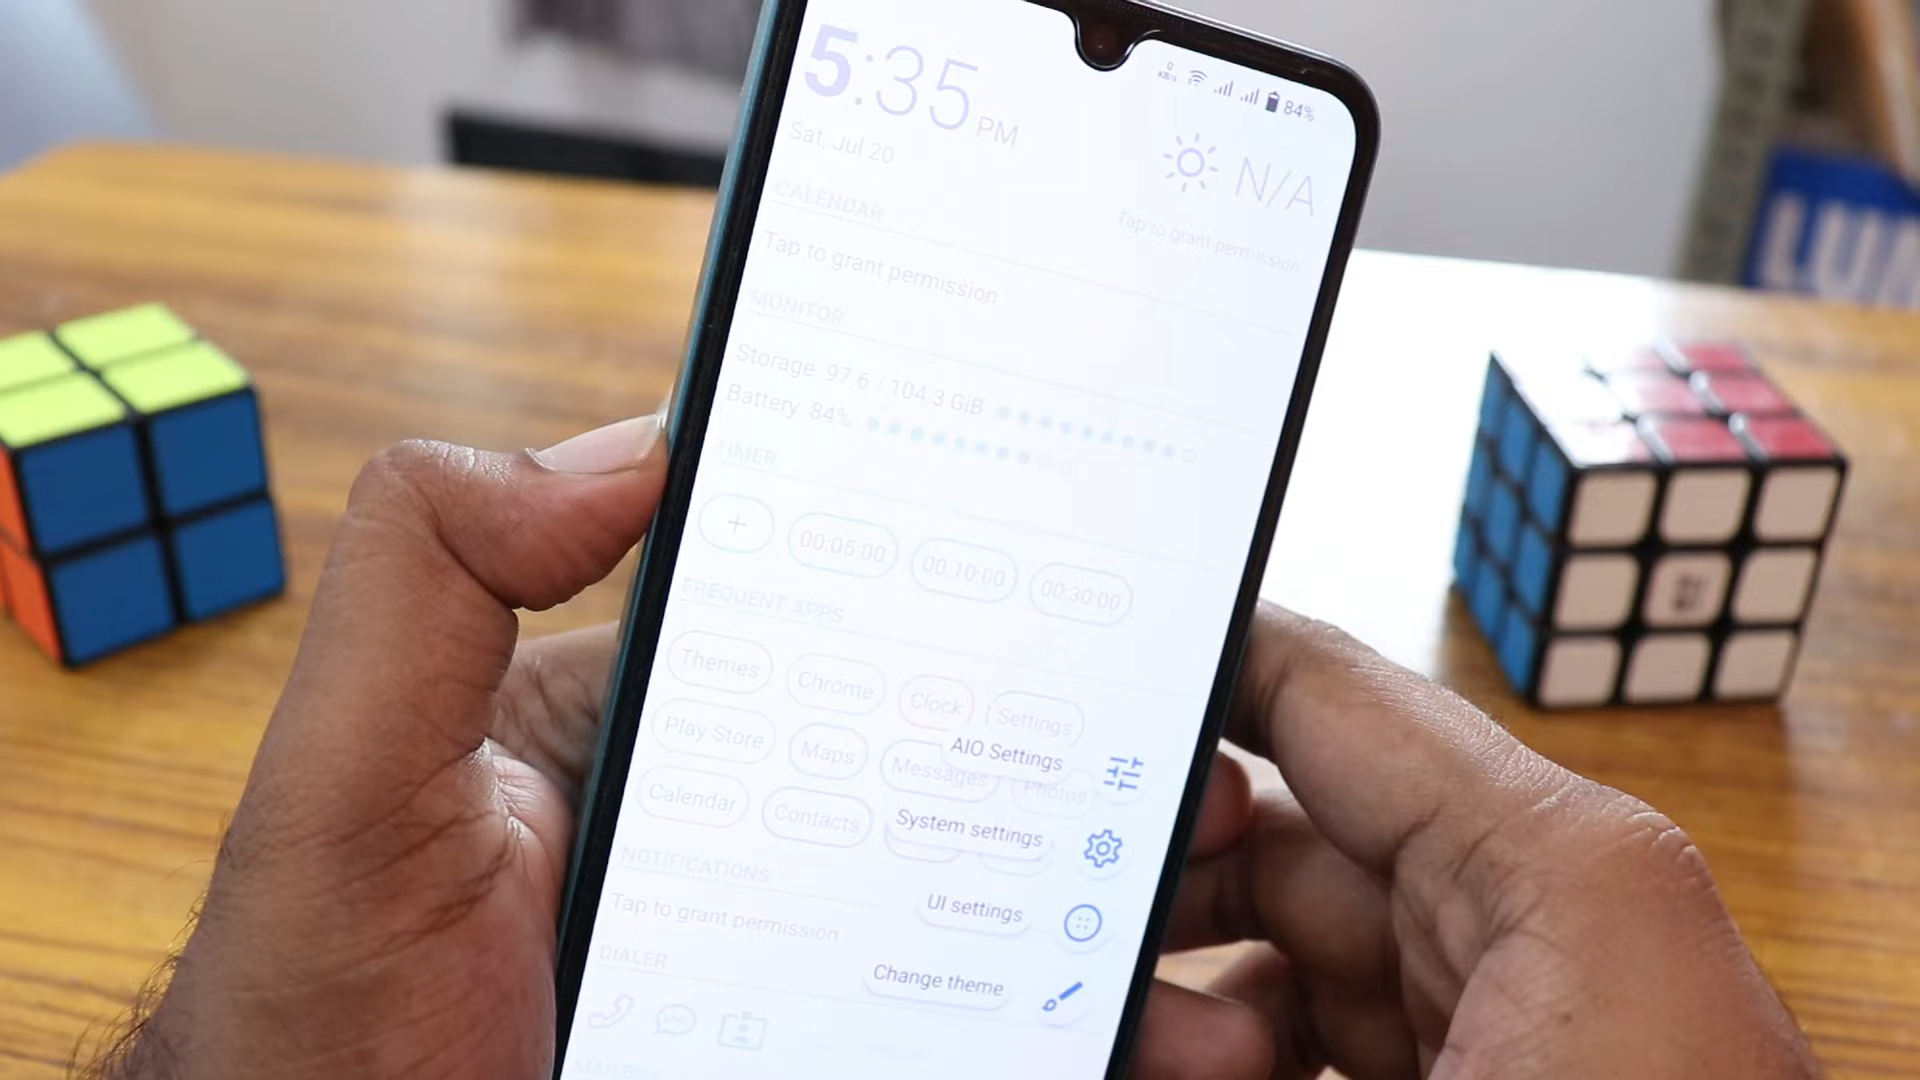 0
KB/s
84%
5:35 PM
N/A
Sat, Jul 20
Tap to grant permission
CALENDAR
Tap to grant permission
MONITOR
Storage 97.6 / 104.3 GiB
Battery 84%
TIMER
+
00:05:00
00:10:00
00:30:00
FREQUENT APPS
Themes
Chrome
Clock
Settings
AIO Settings
Play Store
Maps
Messages
Photos
Calendar
Contacts
System settings
NOTIFICATIONS
UI settings
Tap to grant permission
DIALER
Change theme
LUM